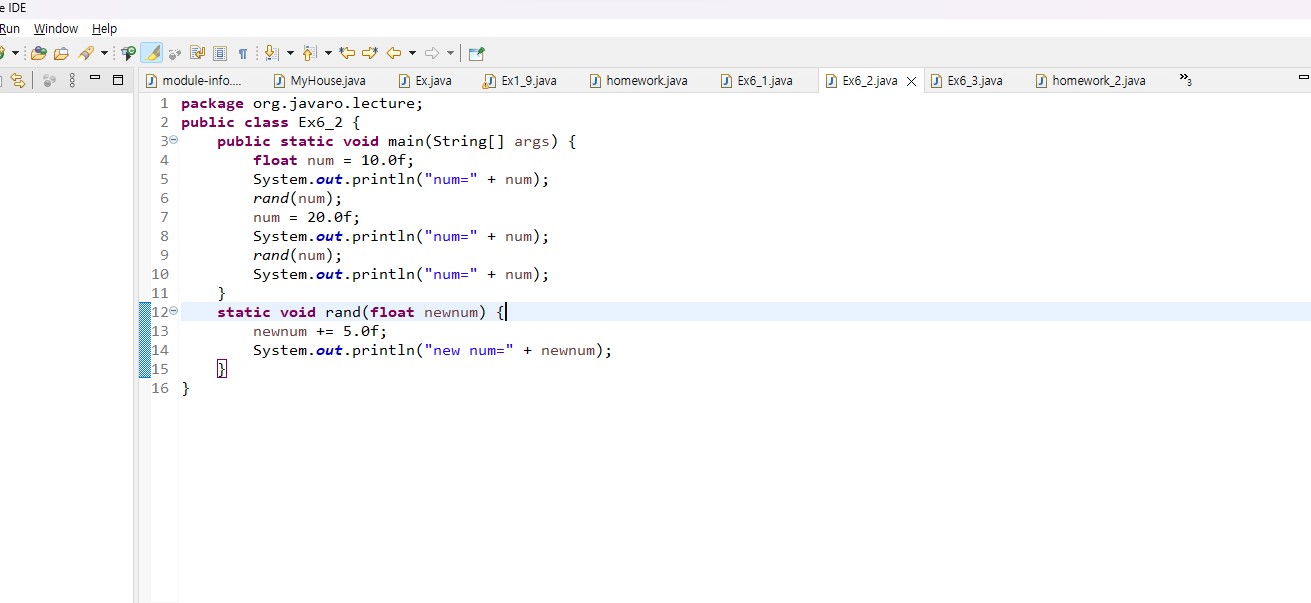 e IDE
Run Window Help
module-info.... MyHouse.java Ex.java Ex1_9.java homework.java Ex6_1.java Ex6_2.java Ex6_3.java homework_2.java »3
1 package org.javaro.lecture;
2 public class Ex6_2 {
3 public static void main(String[] args) {
4 float num = 10.0f;
5 System.out.println("num=" + num);
6 rand(num);
7 num = 20.0f;
8 System.out.println("num=" + num);
9 rand(num);
10 System.out.println("num=" + num);
11 }
12 static void rand(float newnum) {
13 newnum += 5.0f;
14 System.out.println("new num=" + newnum);
15 }
16 }